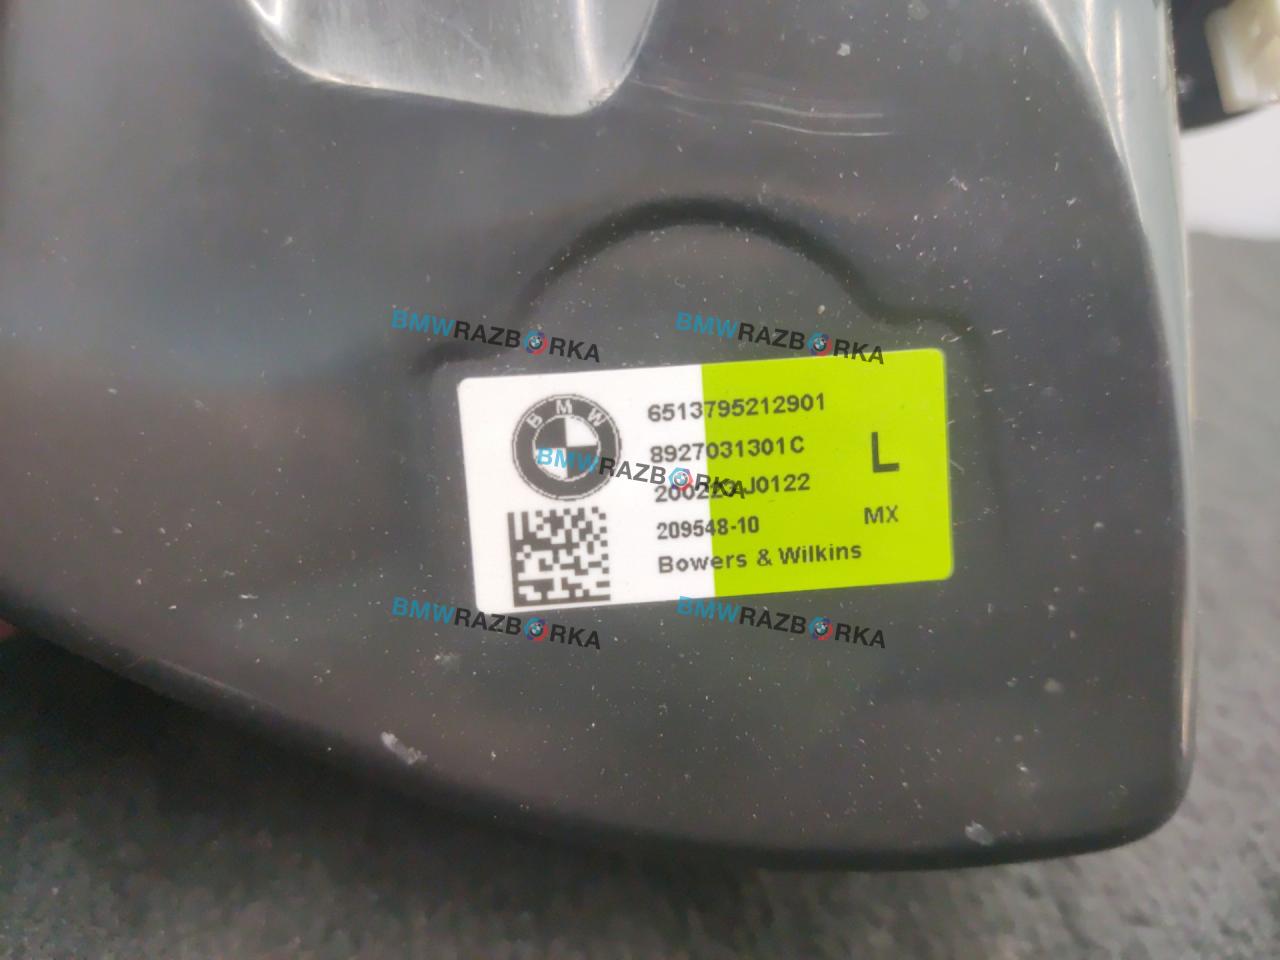 BMWRAZBORKA
BMWRAZBORKA
BMW
6513795212901
8927031301C
L
BMWRAZBORKA
209548-10
MX
Bowers & Wilkins
BMWRAZBORKA
BMWRAZBORKA